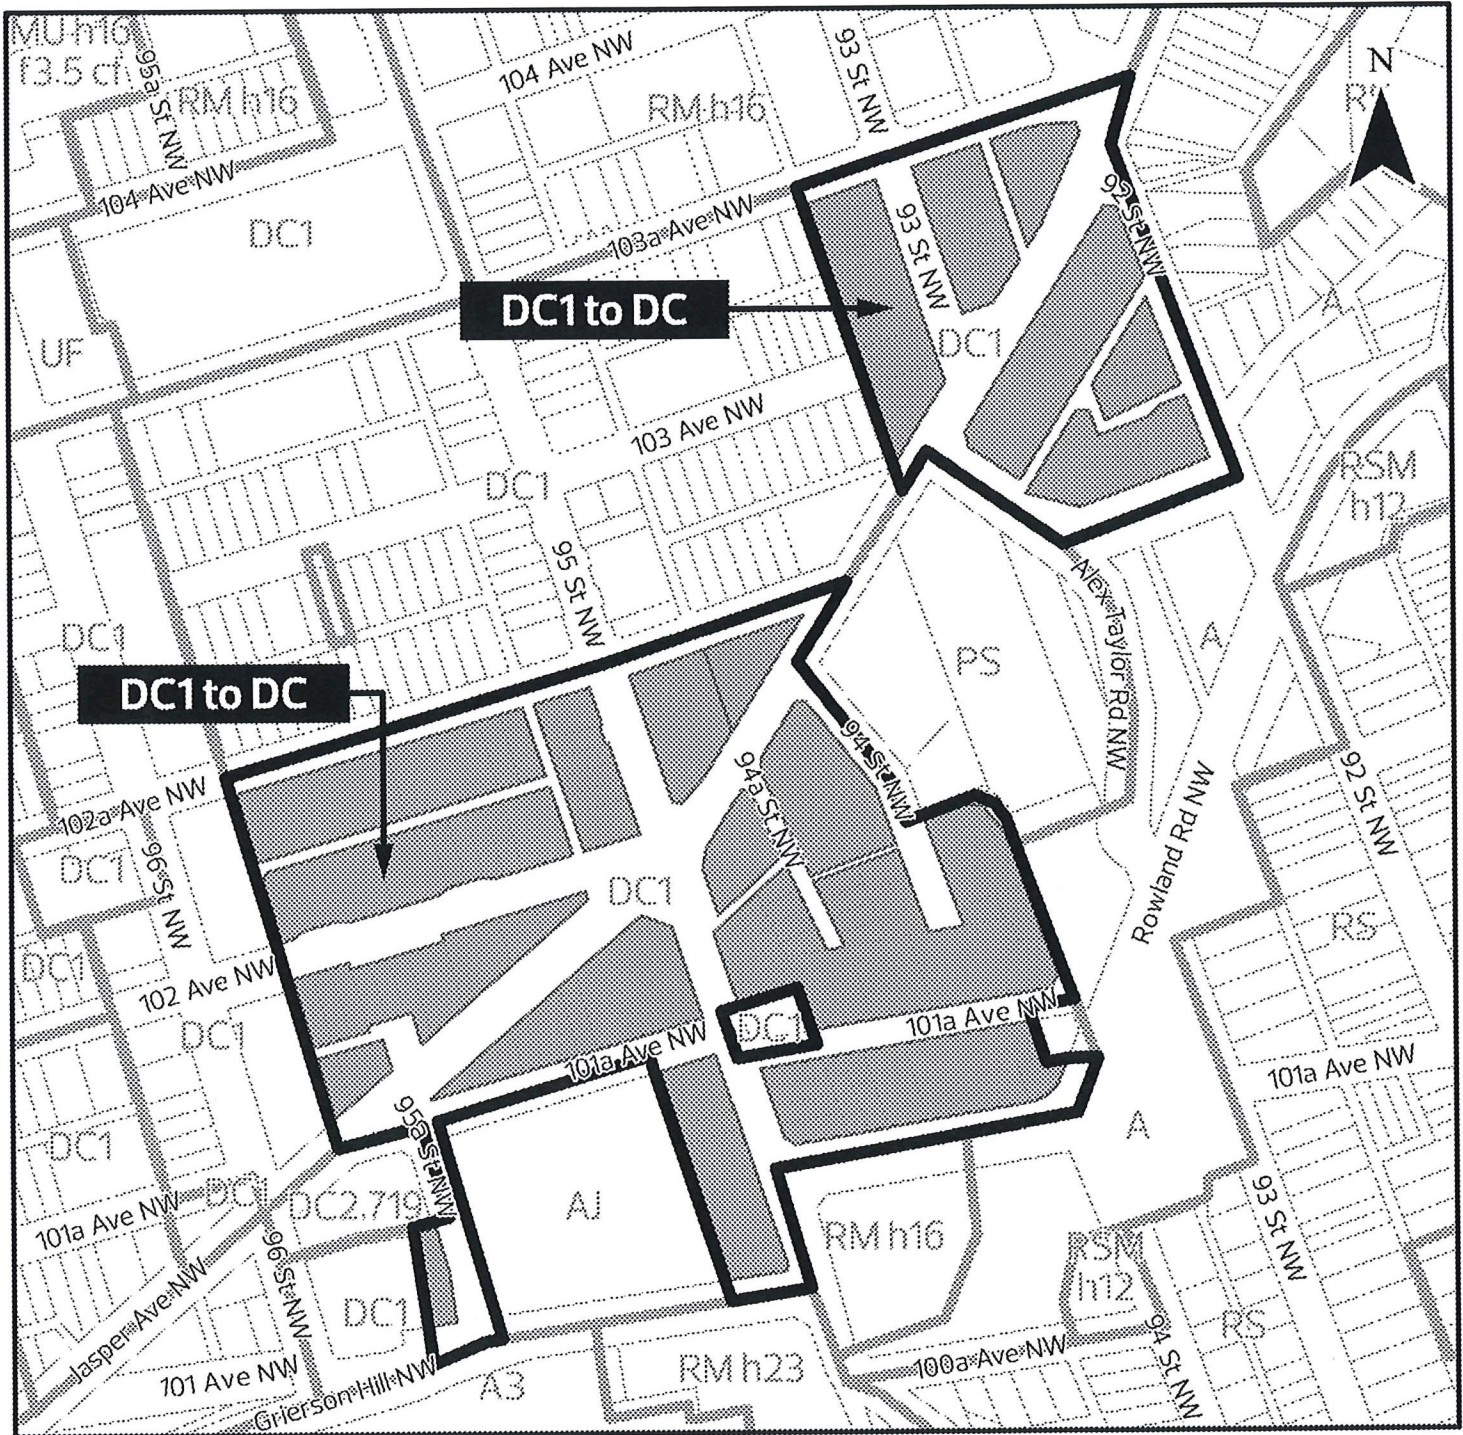 MU h16
f3.5 cf
95a St NW
RM h16
104 Ave NW
93 St NW
N
RM h16
104 Ave NW
DC1
103a Ave NW
92 St NW
93 St NW
A
DC1 to DC
DC1
UF
103 Ave NW
RSM
h12
DC1
95 St NW
Alex Taylor Rd NW
DC1
A
PS
DC1 to DC
94 St NW
94a St NW
102a Ave NW
92 St NW
Rowland Rd NW
DC1
96 St NW
DC1
RS
DC1
102 Ave NW
DC1
DC1
101a Ave NW
101a Ave NW
101a Ave NW
95a St NW
A
DC1
DC1
DC2.719
AJ
101a Ave NW
RM h16
93 St NW
RSM
h12
96 St NW
Jasper Ave NW
DC1
RS
94 St NW
100a Ave NW
101 Ave NW
RM h23
A3
Grierson Hill NW